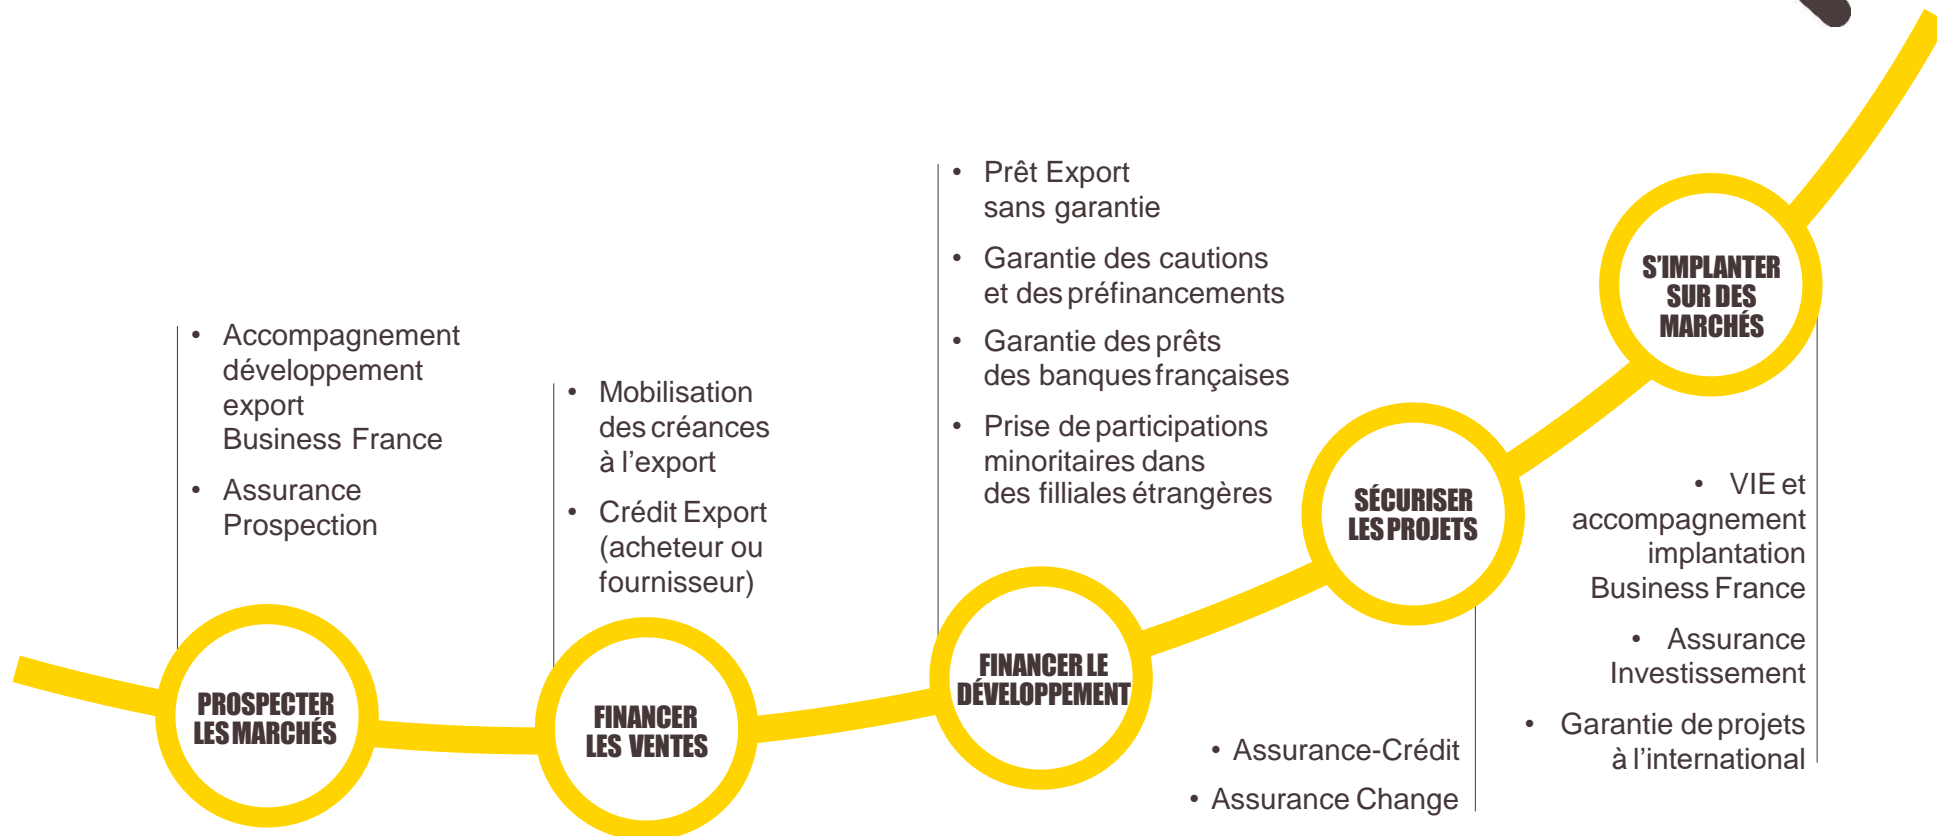 • Accompagnement
développement
export
Business France
• Assurance
Prospection
PROSPECTER
LES MARCHÉS
• Mobilisation
des créances
à l’export
• Crédit Export
(acheteur ou
fournisseur)
FINANCER
LES VENTES
• Prêt Export
sans garantie
• Garantie des cautions
et des préfinancements
• Garantie des prêts
des banques françaises
• Prise de participations
minoritaires dans
des filliales étrangères
FINANCER LE
DÉVELOPPEMENT
SÉCURISER
LES PROJETS
• Assurance-Crédit
• Assurance Change
S’IMPLANTER
SUR DES
MARCHÉS
• VIE et
accompagnement
implantation
Business France
• Assurance
Investissement
• Garantie de projets
à l’international